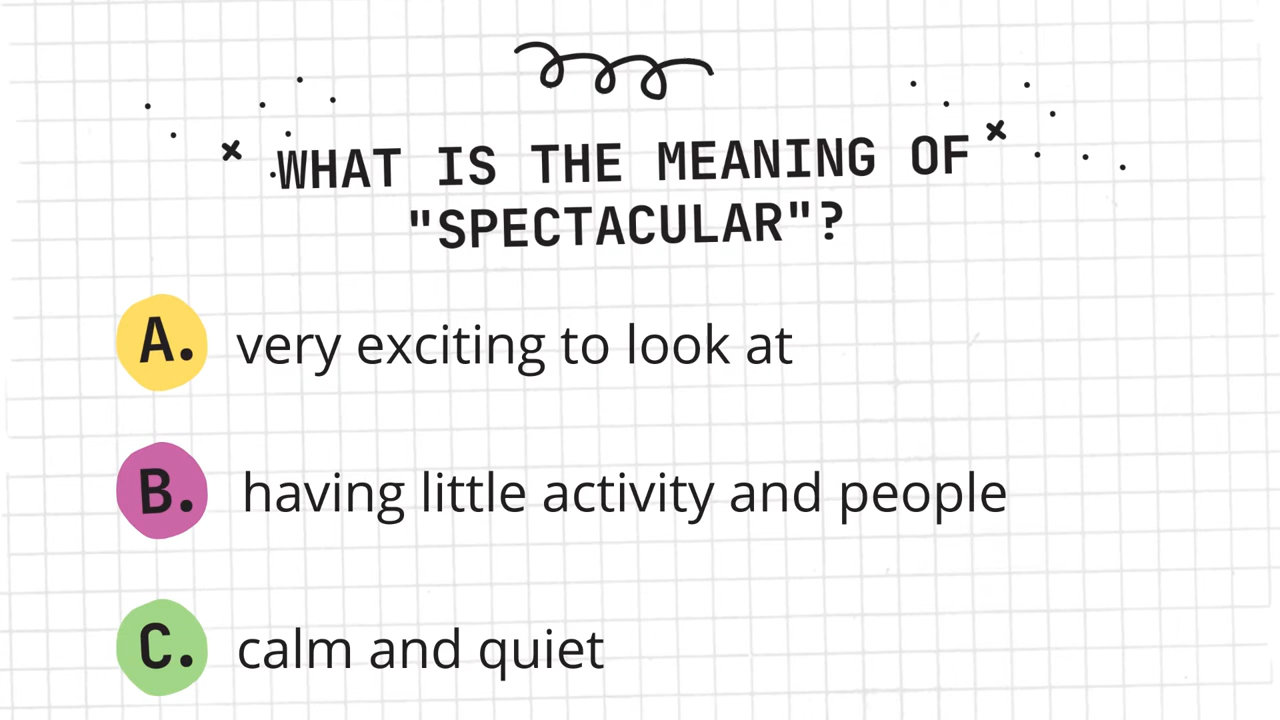 WHAT IS THE MEANING OF
"SPECTACULAR"?
A. very exciting to look at
B. having little activity and people
C. calm and quiet